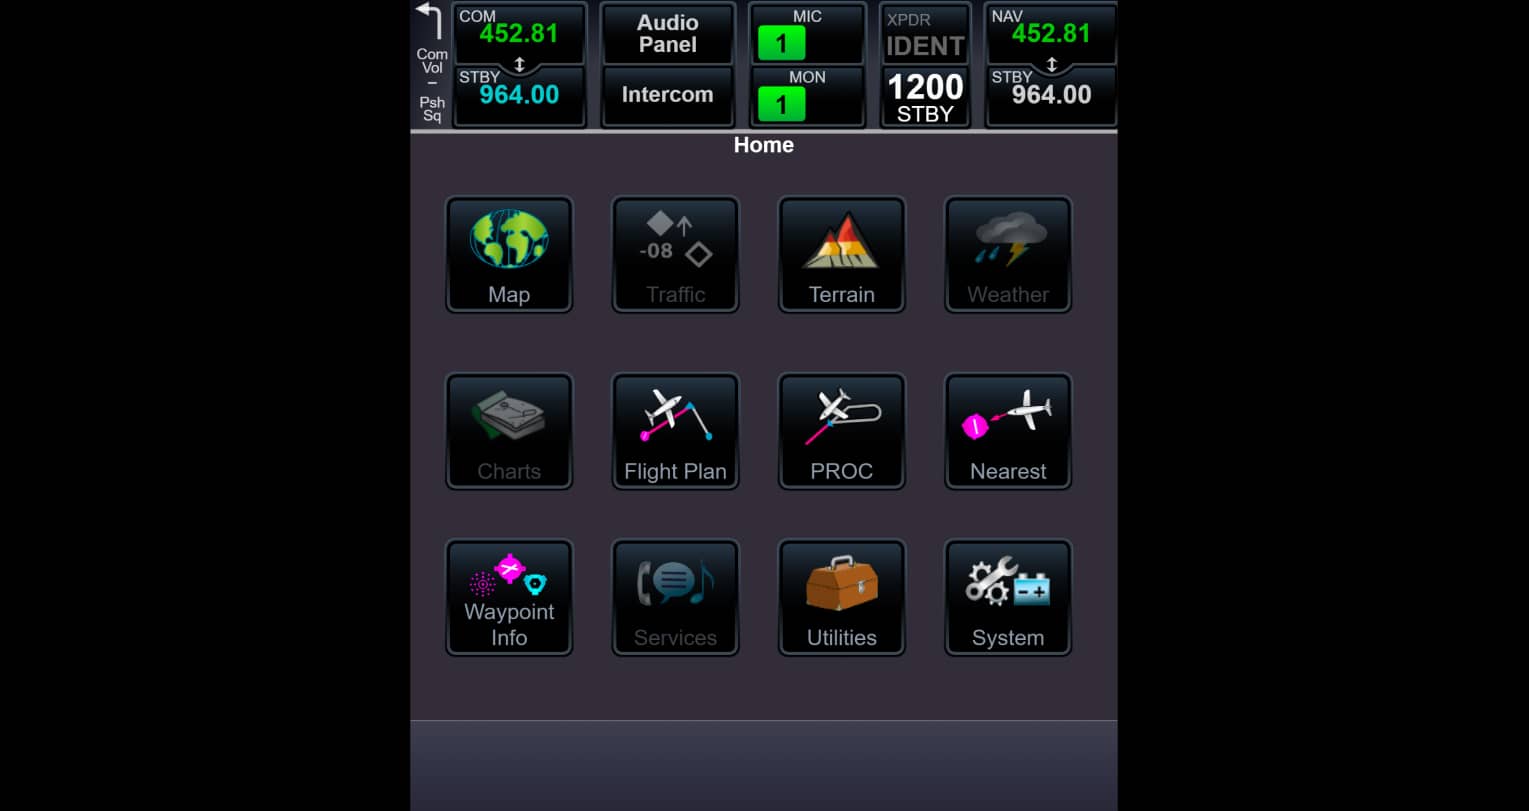 COM
452.81
STBY
964.00
Com
Vol
–
Psh
Sq
Audio
Panel
Intercom
MIC
1
MON
1
XPDR
IDENT
1200
STBY
NAV
452.81
STBY
964.00
Home
Map
-08
Traffic
Terrain
Weather
Charts
Flight Plan
PROC
Nearest
Waypoint
Info
Services
Utilities
System